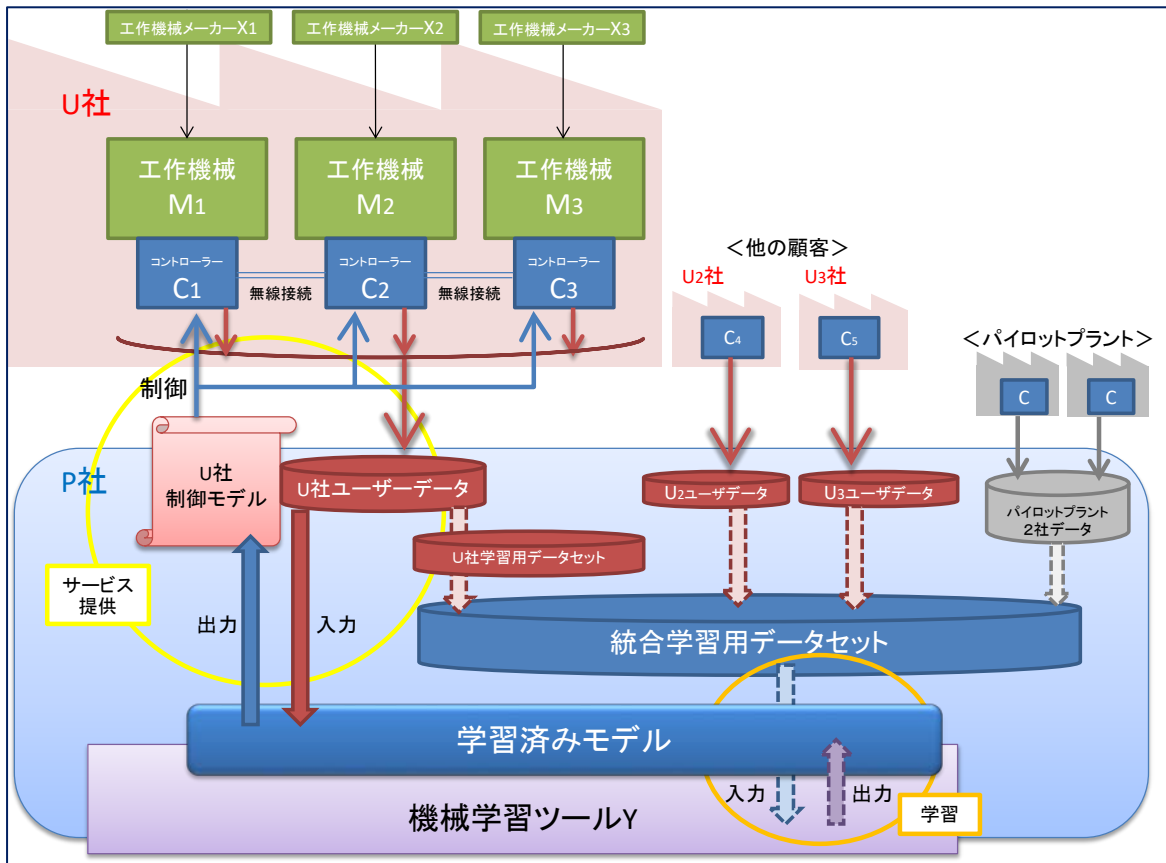 工作機械メーカーX1
工作機械メーカーX2
工作機械メーカーX3
U社
工作機械
M1
工作機械
M2
工作機械
M3
コントローラー
C1
無線接続
コントローラー
C2
無線接続
コントローラー
C3
<他の顧客>
U2社
U3社
C4
C5
<パイロットプラント>
C
C
制御
P社
U社
制御モデル
U社ユーザーデータ
U2ユーザデータ
U3ユーザデータ
パイロットプラント
2社データ
U社学習用データセット
サービス
提供
出力
入力
統合学習用データセット
学習済みモデル
入力
出力
学習
機械学習ツールY